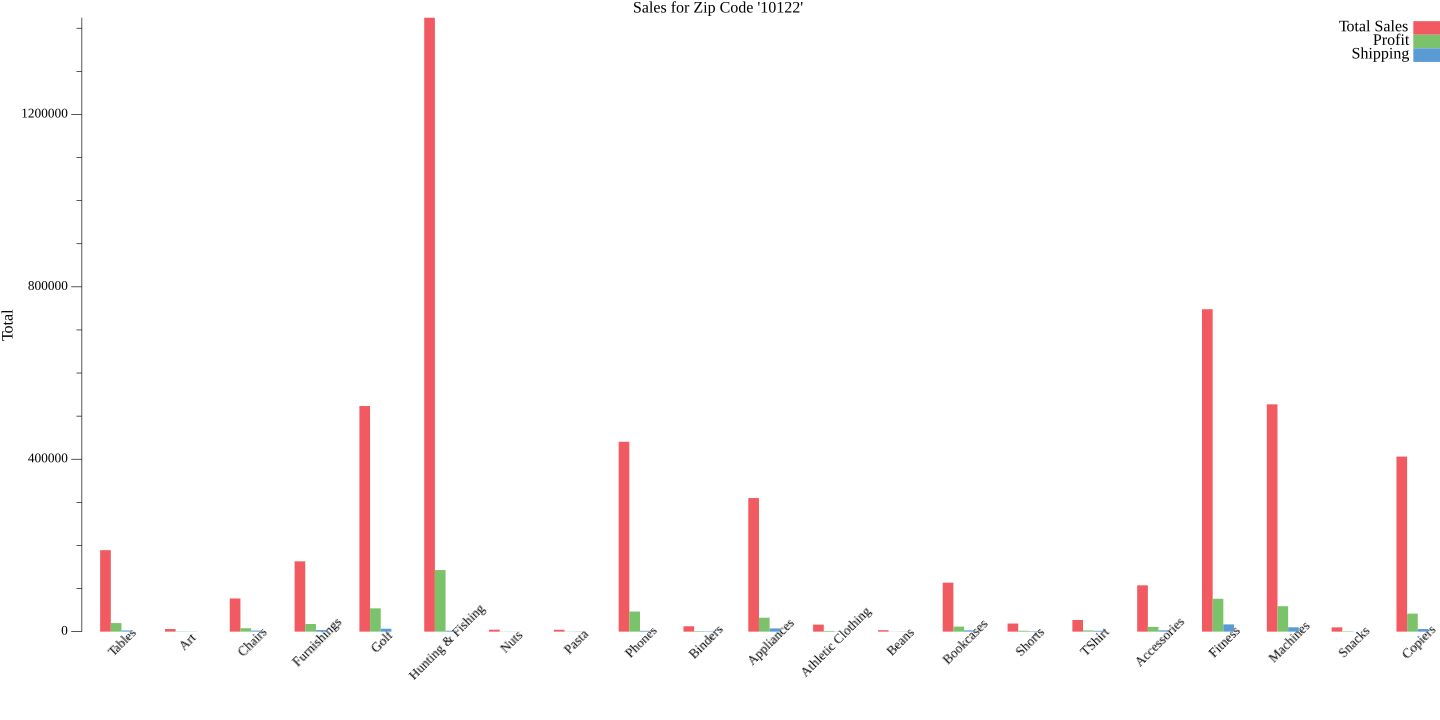 Sales for Zip Code '10122'
Total Sales
Profit
Shipping
1200000
800000
400000
0
Total
Tables
Art
Chairs
Furnishings
Golf
Hunting & Fishing
Nuts
Pasta
Phones
Binders
Appliances
Athletic Clothing
Beans
Bookcases
Shorts
TShirt
Accessories
Fitness
Machines
Snacks
Copiers